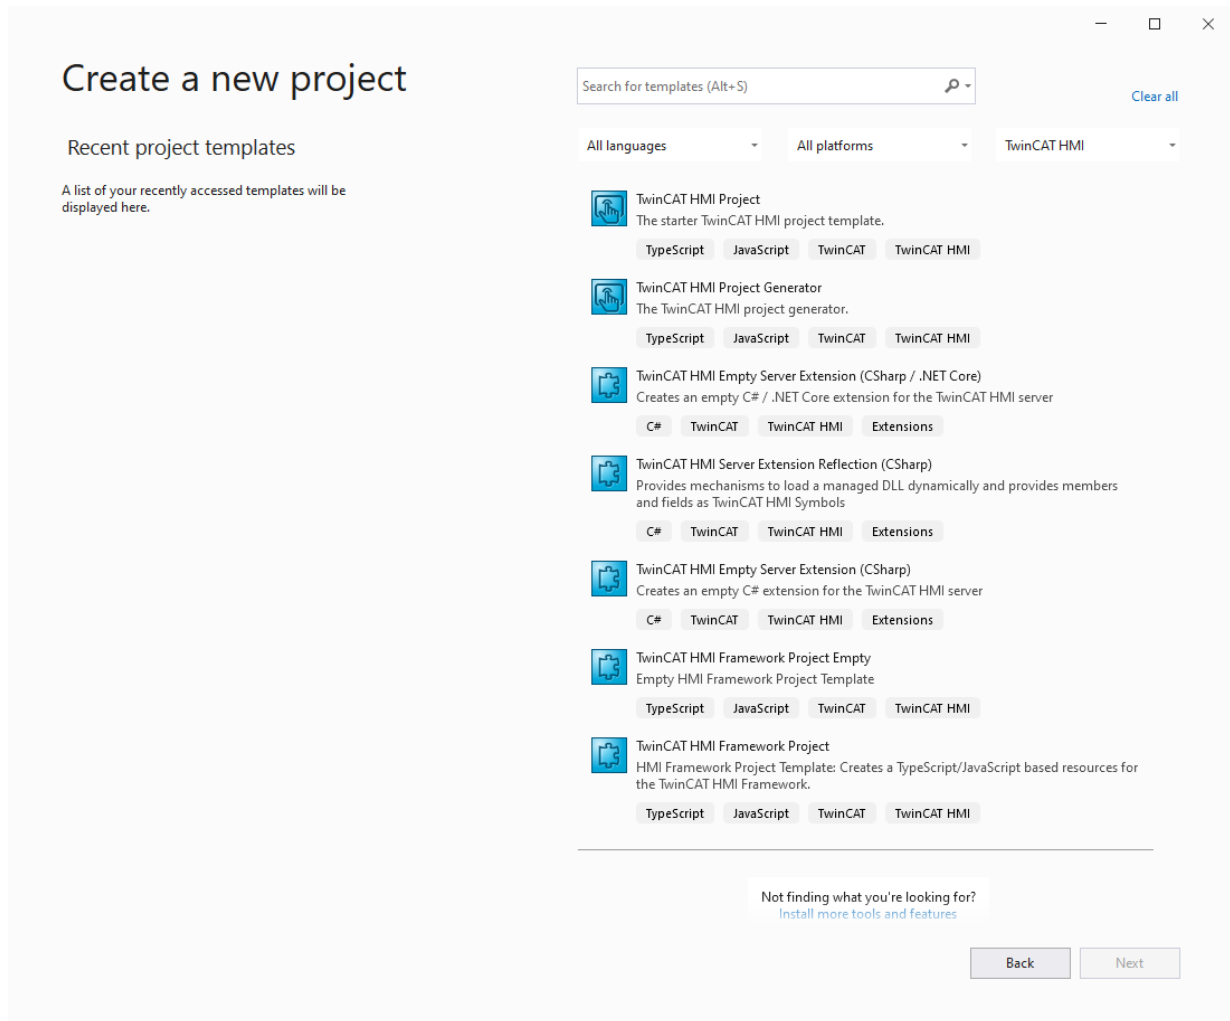 Create a new project
Search for templates (Alt+S)
Clear all
Recent project templates
All languages
All platforms
TwinCAT HMI
A list of your recently accessed templates will be
displayed here.
TwinCAT HMI Project
The starter TwinCAT HMI project template.
TypeScript JavaScript TwinCAT TwinCAT HMI
TwinCAT HMI Project Generator
The TwinCAT HMI project generator.
TypeScript JavaScript TwinCAT TwinCAT HMI
TwinCAT HMI Empty Server Extension (CSharp / .NET Core)
Creates an empty C# / .NET Core extension for the TwinCAT HMI server
C# TwinCAT TwinCAT HMI Extensions
TwinCAT HMI Server Extension Reflection (CSharp)
Provides mechanisms to load a managed DLL dynamically and provides members
and fields as TwinCAT HMI Symbols
C# TwinCAT TwinCAT HMI Extensions
TwinCAT HMI Empty Server Extension (CSharp)
Creates an empty C# extension for the TwinCAT HMI server
C# TwinCAT TwinCAT HMI Extensions
TwinCAT HMI Framework Project Empty
Empty HMI Framework Project Template
TypeScript JavaScript TwinCAT TwinCAT HMI
TwinCAT HMI Framework Project
HMI Framework Project Template: Creates a TypeScript/JavaScript based resources for
the TwinCAT HMI Framework.
TypeScript JavaScript TwinCAT TwinCAT HMI
Not finding what you're looking for?
Install more tools and features
Back
Next